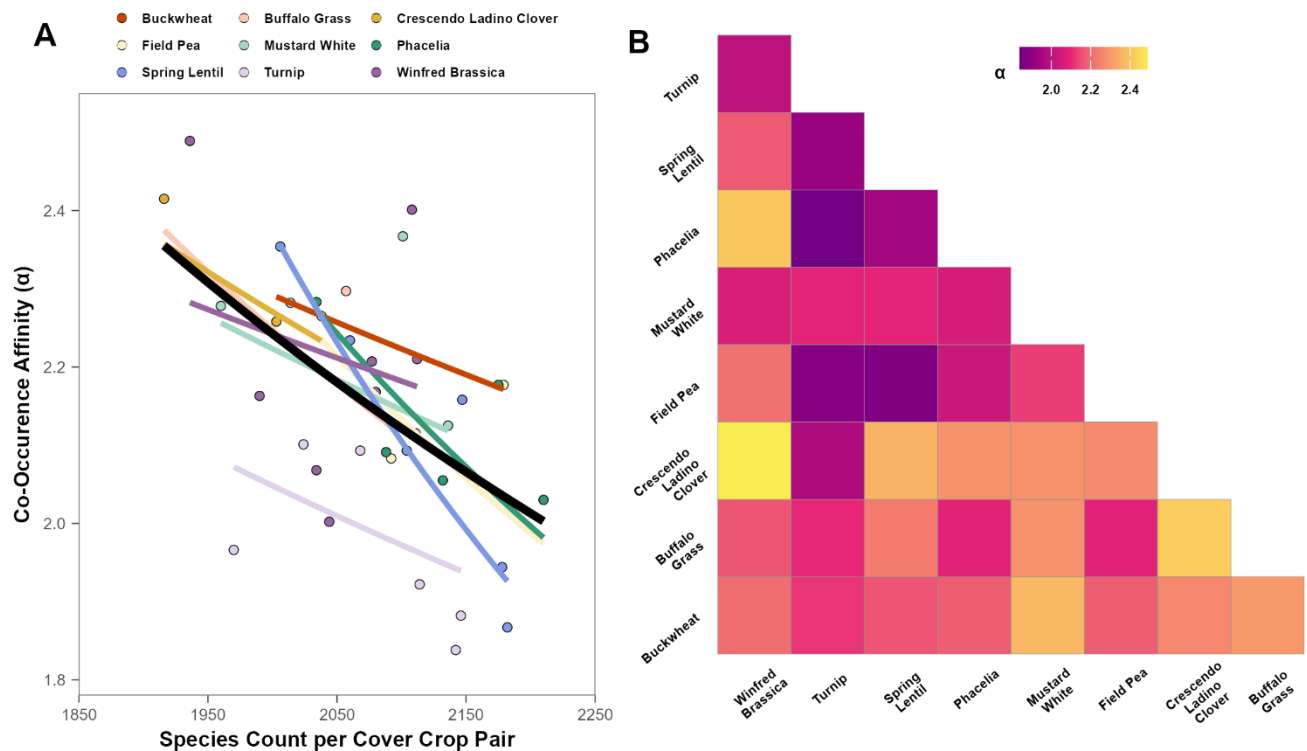 A
Buckwheat
Buffalo Grass
Crescendo Ladino Clover
Field Pea
Mustard White
Phacelia
Spring Lentil
Turnip
Winfred Brassica
Co-Occurence Affinity (α)
2.4
2.2
2.0
1.8
1850 1950 2050 2150 2250
Species Count per Cover Crop Pair
B
α
2.0 2.2 2.4
Turnip
Spring
Lentil
Phacelia
Mustard
White
Field Pea
Crescendo
Ladino
Clover
Buffalo
Grass
Buckwheat
Winfred
Brassica
Turnip
Spring
Lentil
Phacelia
Mustard
White
Field Pea
Crescendo
Ladino
Clover
Buffalo
Grass